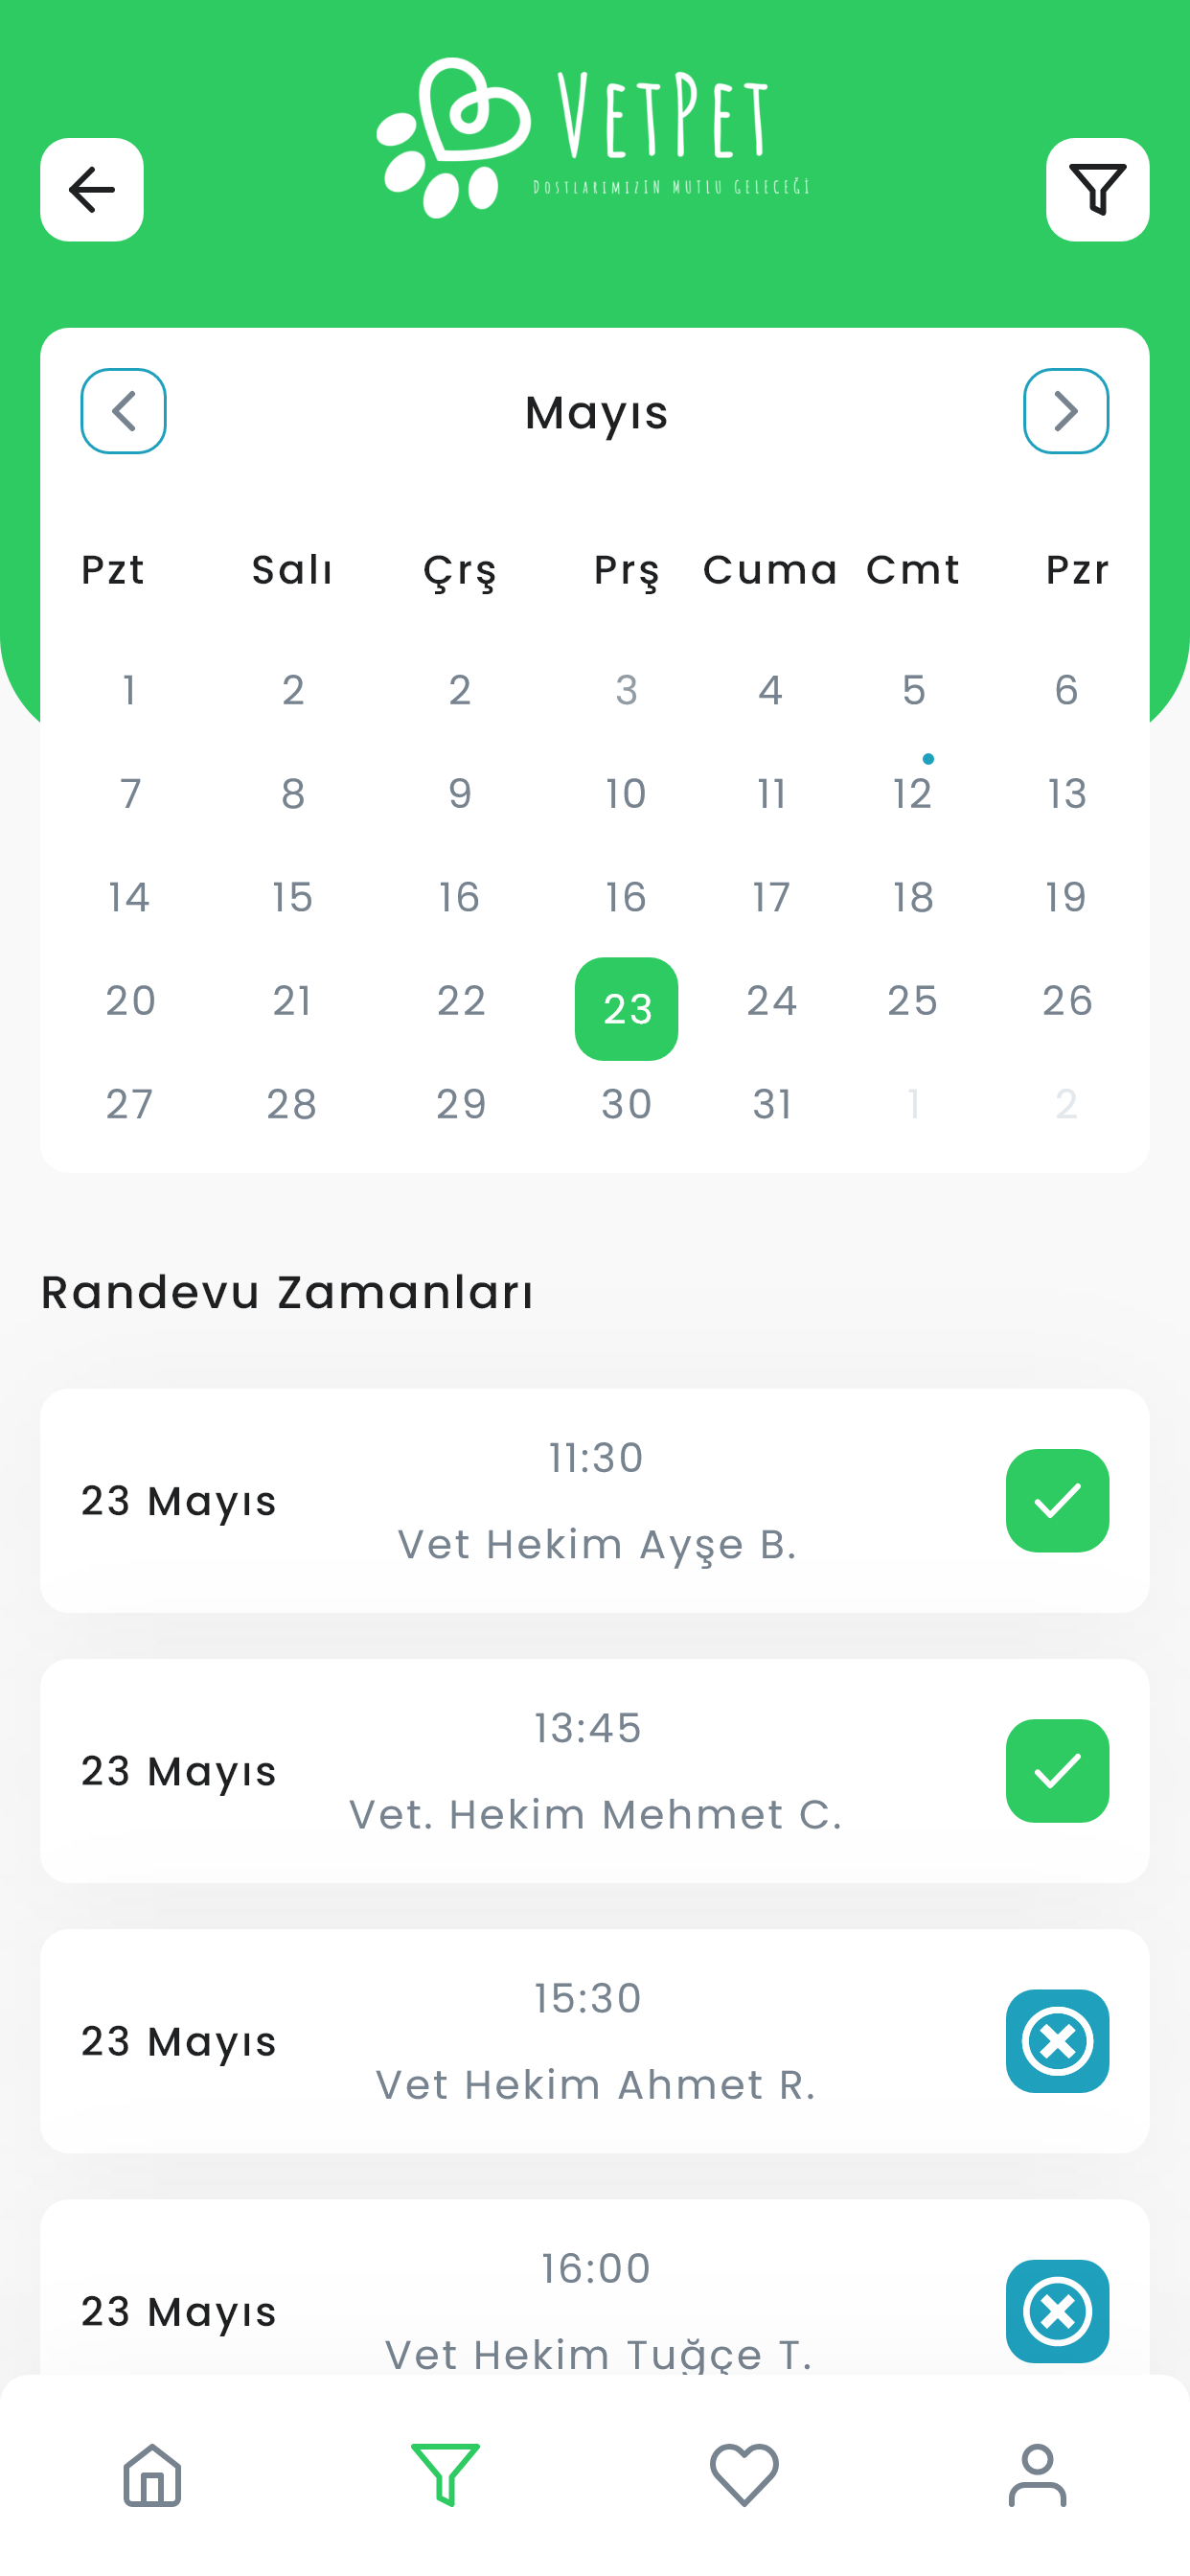 VETPET
DOSTLARIMIZIN MUTLU GELECEĞİ
Mayıs
Pzt Salı Çrş Prş Cuma Cmt Pzr
1 2 2 3 4 5 6
7 8 9 10 11 12 13
14 15 16 16 17 18 19
20 21 22 23 24 25 26
27 28 29 30 31 1 2
Randevu Zamanları
11:30
23 Mayıs
Vet Hekim Ayşe B.
13:45
23 Mayıs
Vet. Hekim Mehmet C.
15:30
23 Mayıs
Vet Hekim Ahmet R.
16:00
23 Mayıs
Vet Hekim Tuğçe T.